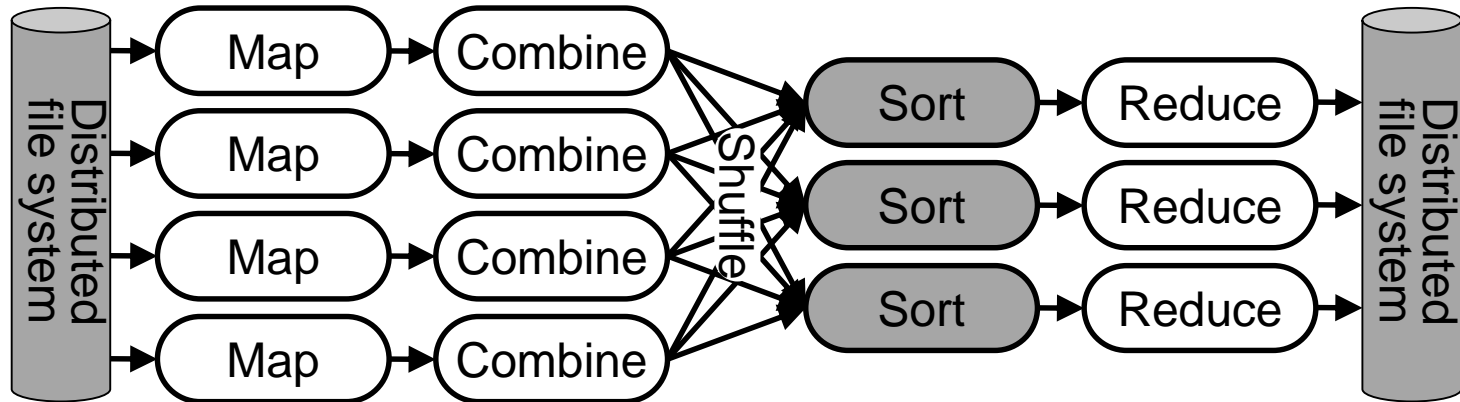 Distributed
file system
Map
Combine
Map
Combine
Map
Combine
Map
Combine
Shuffle
Sort
Reduce
Sort
Reduce
Sort
Reduce
Distributed
file system